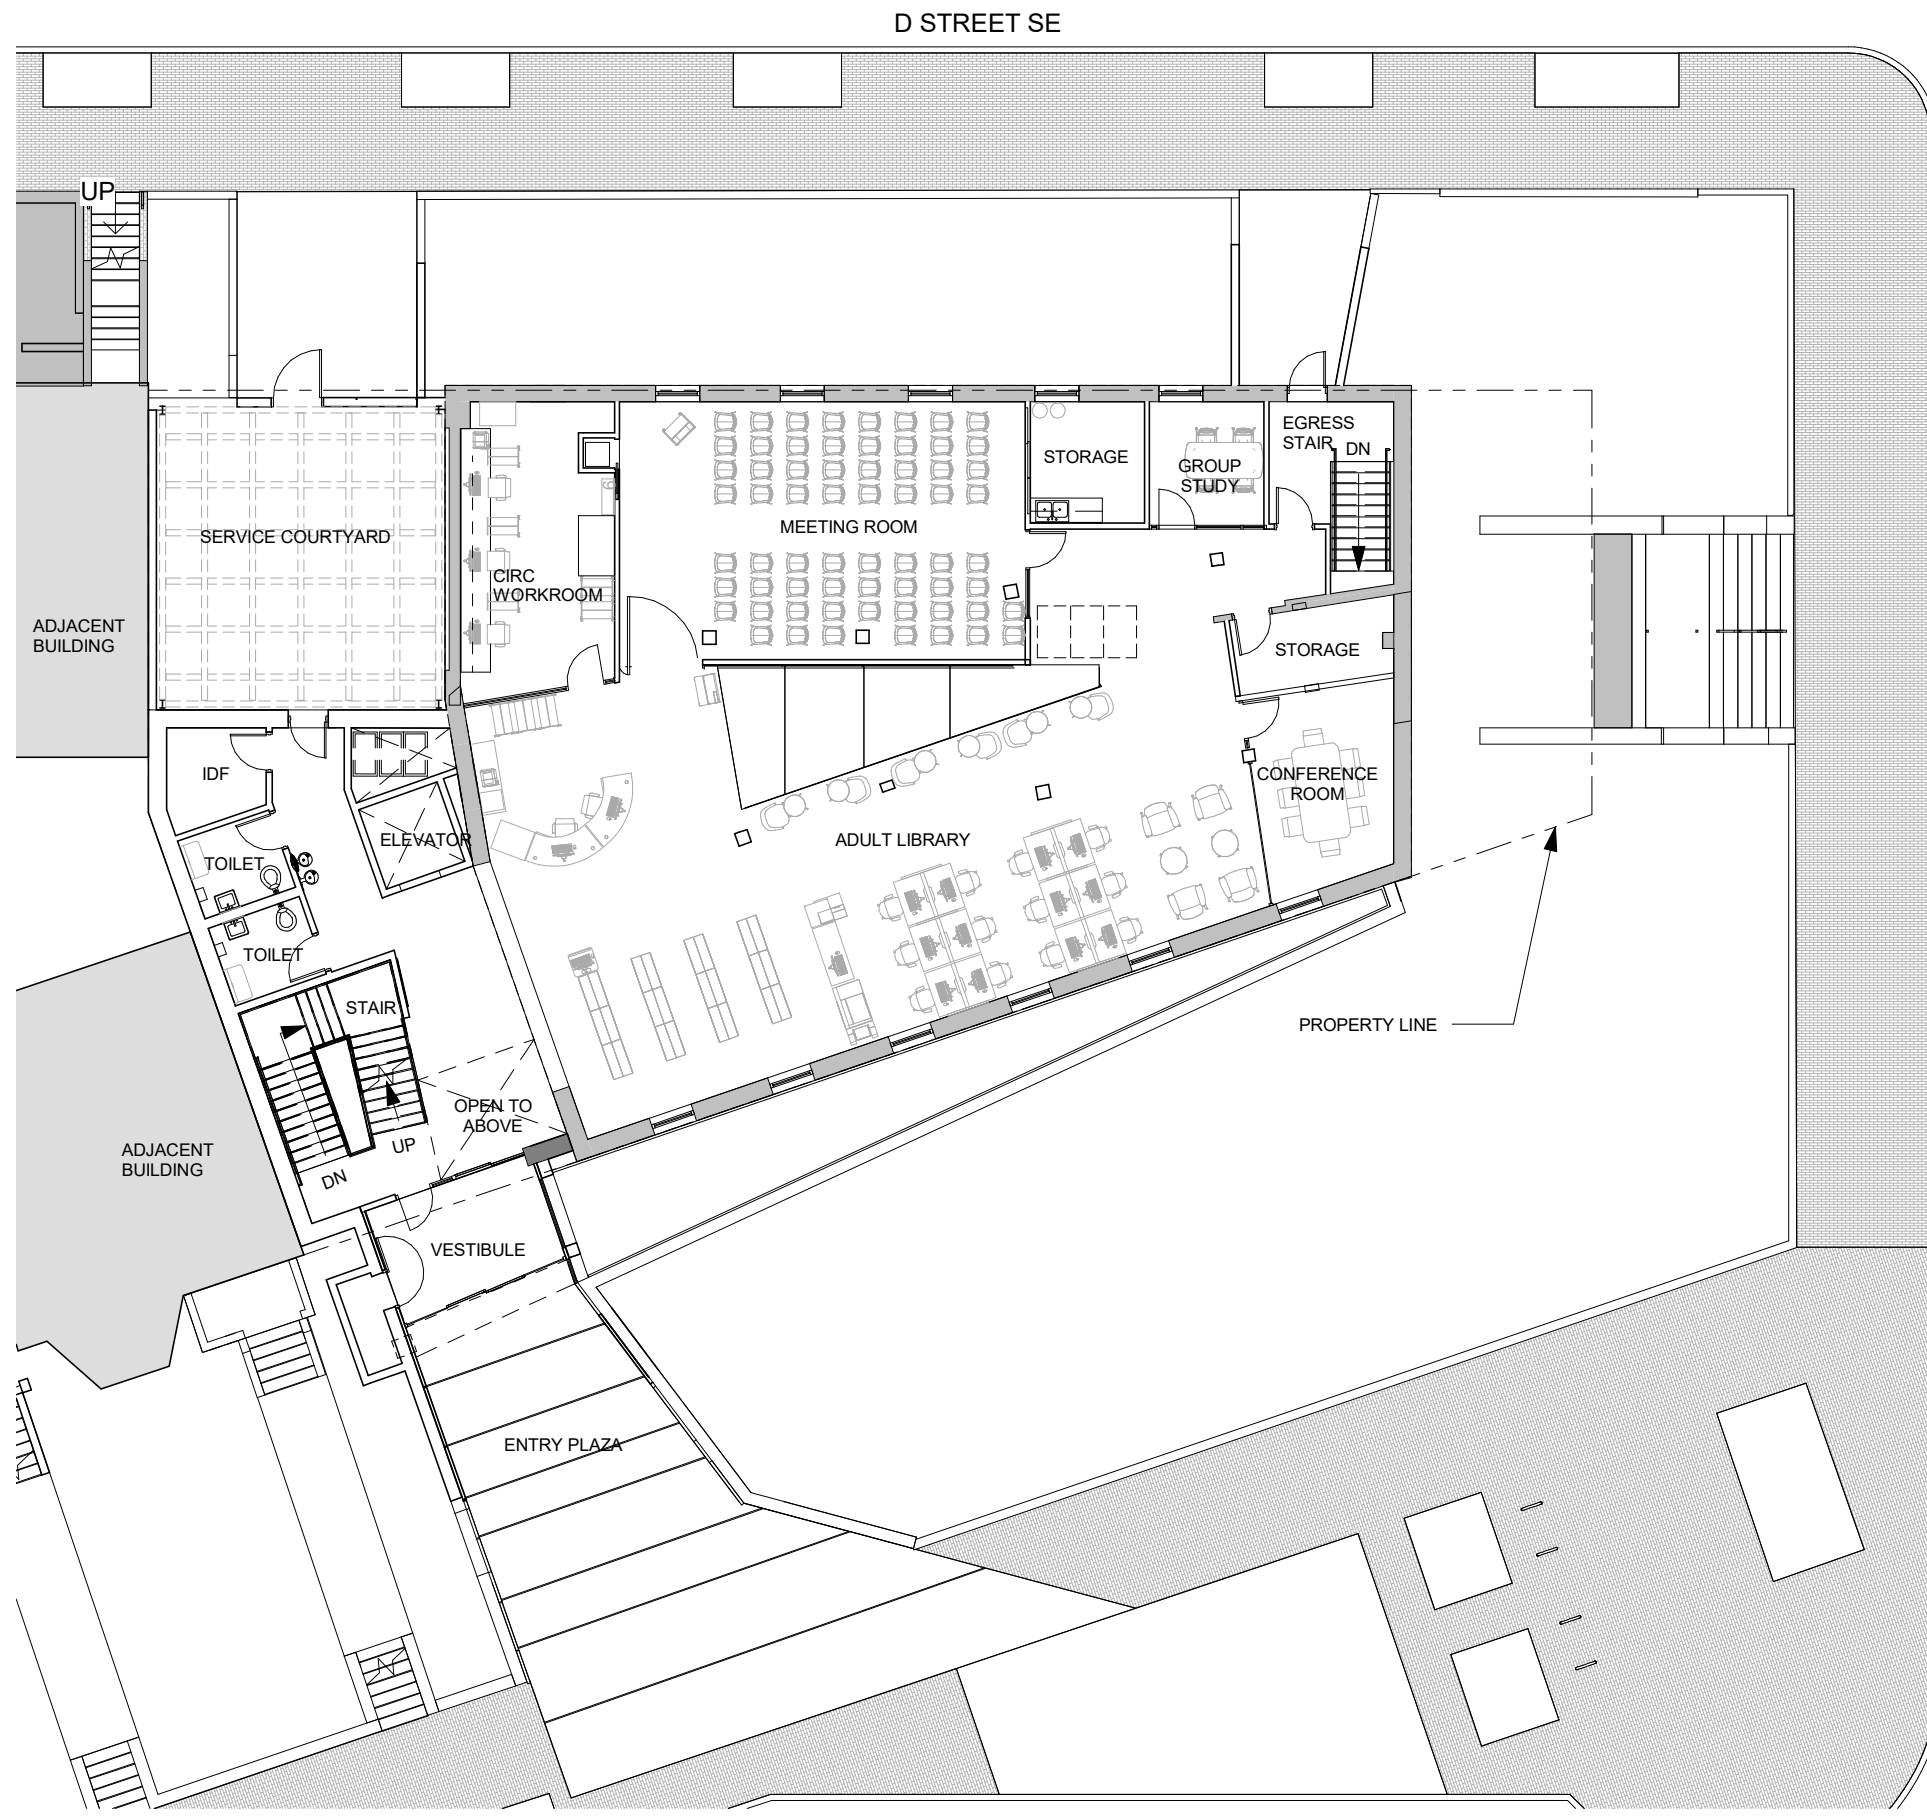 D STREET SE
UP
EGRESS
STAIR
DN
STORAGE
GROUP
STUDY
MEETING ROOM
SERVICE COURTYARD
CIRC
WORKROOM
ADJACENT
BUILDING
STORAGE
IDF
CONFERENCE
ROOM
ELEVATOR
ADULT LIBRARY
TOILET
TOILET
STAIR
PROPERTY LINE
OPEN TO
ABOVE
UP
DN
ADJACENT
BUILDING
VESTIBULE
ENTRY PLAZA